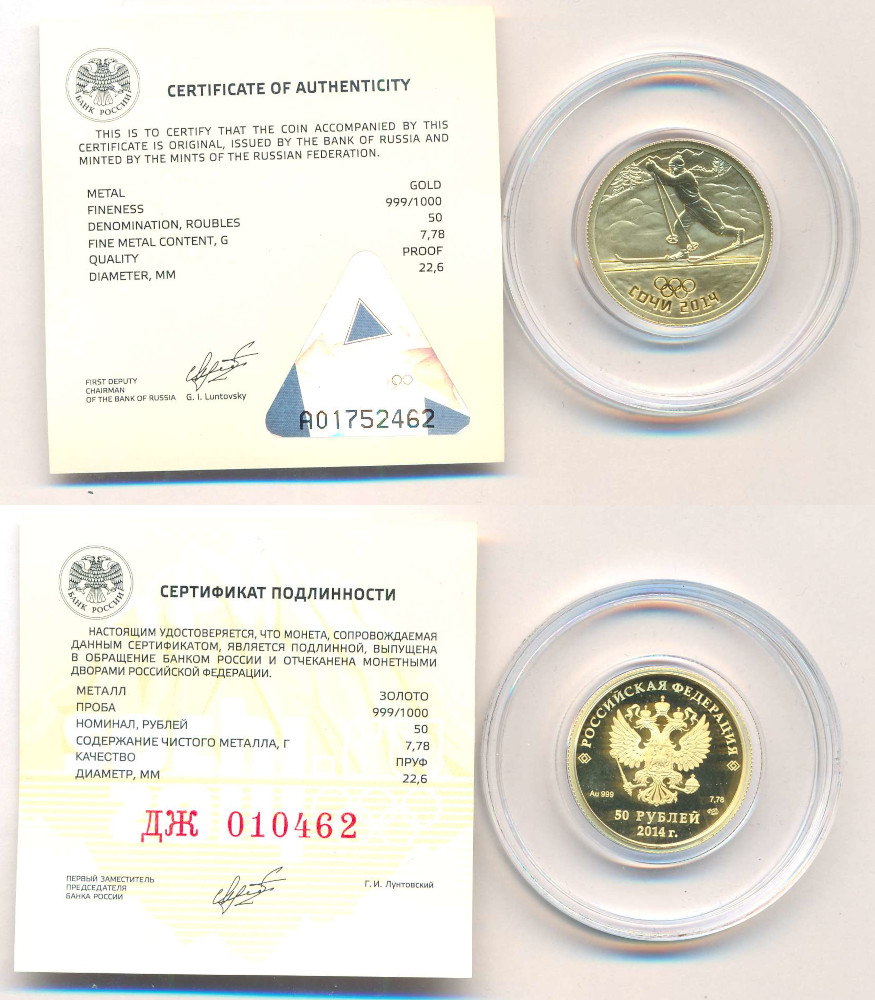 БАНК РОССИИ
CERTIFICATE OF AUTHENTICITY
THIS IS TO CERTIFY THAT THE COIN ACCOMPANIED BY THIS
CERTIFICATE IS ORIGINAL, ISSUED BY THE BANK OF RUSSIA AND
MINTED BY THE MINTS OF THE RUSSIAN FEDERATION.
METAL GOLD
FINENESS 999/1000
DENOMINATION, ROUBLES 50
FINE METAL CONTENT, G 7,78
QUALITY PROOF
DIAMETER, MM 22,6
FIRST DEPUTY
CHAIRMAN
OF THE BANK OF RUSSIA G. I. Luntovsky
A01752462
СОЧИ 2014
БАНК РОССИИ
СЕРТИФИКАТ ПОДЛИННОСТИ
НАСТОЯЩИМ УДОСТОВЕРЯЕТСЯ, ЧТО МОНЕТА, СОПРОВОЖДАЕМАЯ
ДАННЫМ СЕРТИФИКАТОМ, ЯВЛЯЕТСЯ ПОДЛИННОЙ, ВЫПУЩЕНА
В ОБРАЩЕНИЕ БАНКОМ РОССИИ И ОТЧЕКАНЕНА МОНЕТНЫМИ
ДВОРАМИ РОССИЙСКОЙ ФЕДЕРАЦИИ.
МЕТАЛЛ ЗОЛОТО
ПРОБА 999/1000
НОМИНАЛ, РУБЛЕЙ 50
СОДЕРЖАНИЕ ЧИСТОГО МЕТАЛЛА, Г 7,78
КАЧЕСТВО ПРУФ
ДИАМЕТР, ММ 22,6
ДЖ 010462
ПЕРВЫЙ ЗАМЕСТИТЕЛЬ
ПРЕДСЕДАТЕЛЯ
БАНКА РОССИИ Г. И. Лунтовский
РОССИЙСКАЯ ФЕДЕРАЦИЯ
Au 999 7,78
50 РУБЛЕЙ
2014 г.